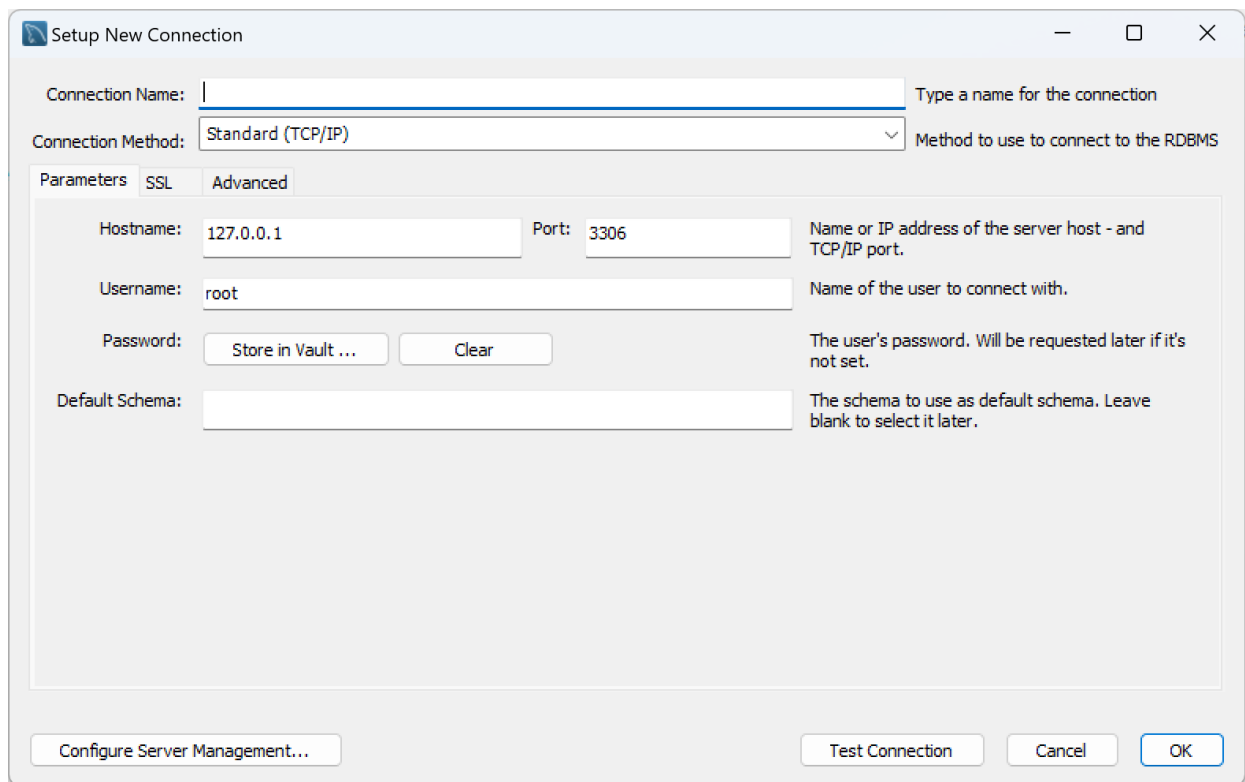 Setup New Connection
Connection Name:
Type a name for the connection
Connection Method: Standard (TCP/IP)
Method to use to connect to the RDBMS
Parameters SSL Advanced
Hostname: 127.0.0.1 Port: 3306
Name or IP address of the server host - and
TCP/IP port.
Username: root
Name of the user to connect with.
Password: Store in Vault ... Clear
The user's password. Will be requested later if it's
not set.
Default Schema:
The schema to use as default schema. Leave
blank to select it later.
Configure Server Management... Test Connection Cancel OK